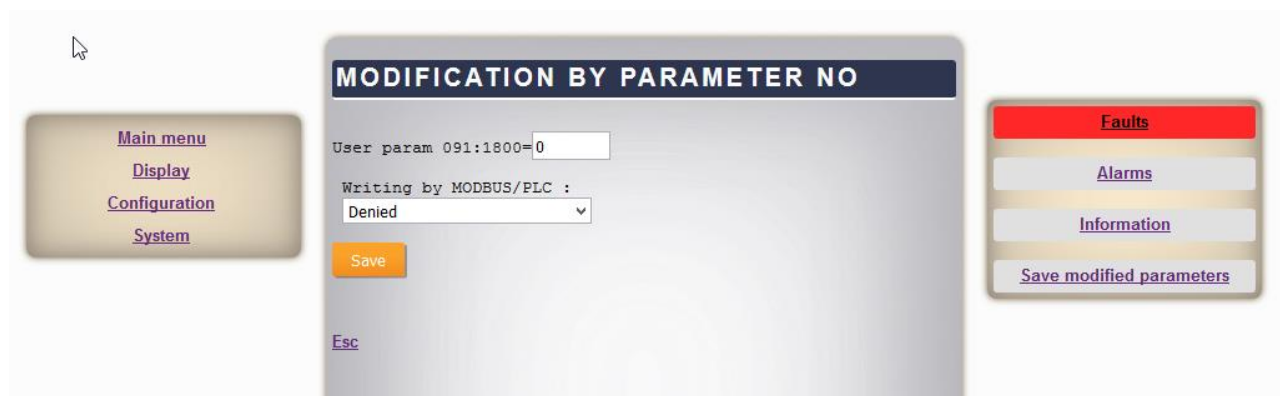 MODIFICATION BY PARAMETER NO
Main menu
Display
Configuration
System
User param 091:1800=0
Writing by MODBUS/PLC :
Denied
Save
Esc
Faults
Alarms
Information
Save modified parameters